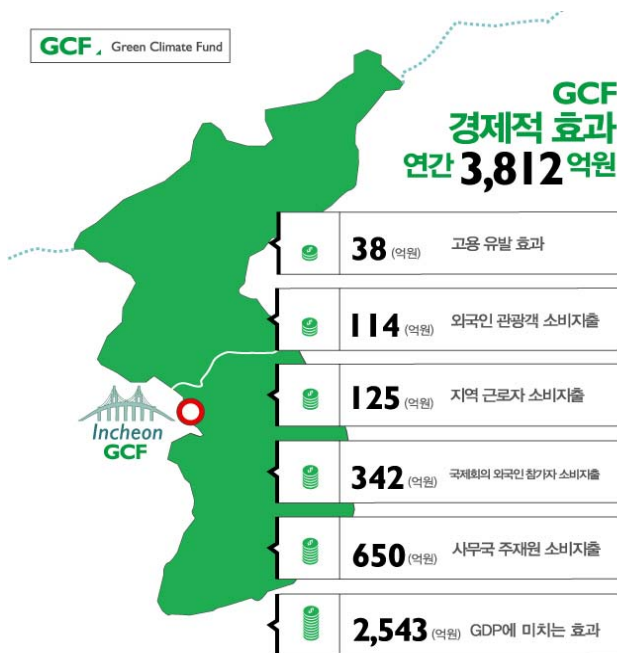 GCF Green Climate Fund
GCF
경제적 효과
연간 3,812 억원
38 (억원) 고용 유발 효과
114 (억원) 외국인 관광객 소비지출
125 (억원) 지역 근로자 소비지출
Incheon
GCF
342 (억원) 국제회의 외국인 참가자 소비지출
650 (억원) 사무국 주재원 소비지출
2,543 (억원) GDP에 미치는 효과